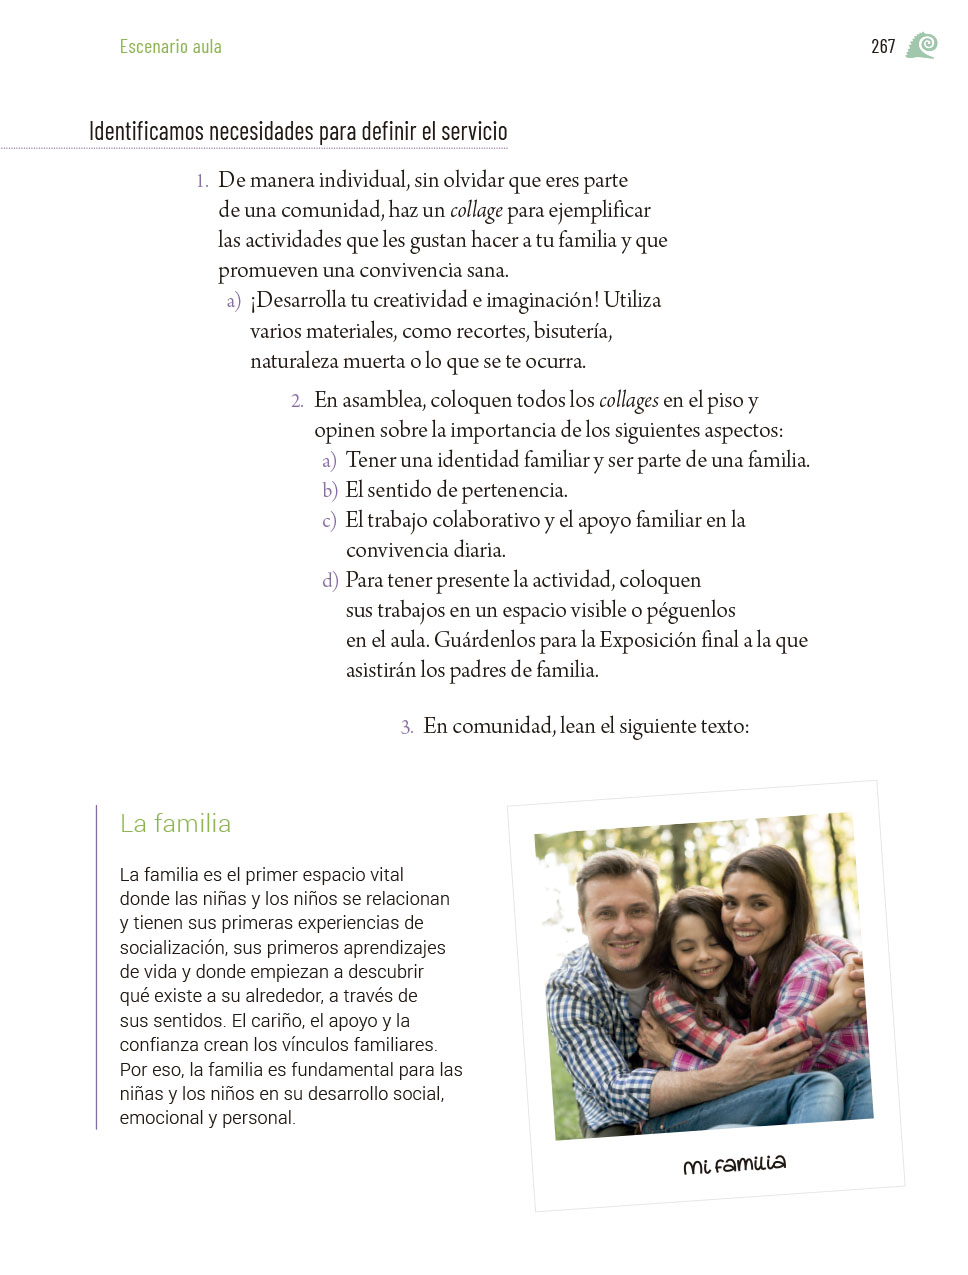 Escenario aula
267
Identificamos necesidades para definir el servicio
1. De manera individual, sin olvidar que eres parte
de una comunidad, haz un collage para ejemplificar
las actividades que les gustan hacer a tu familia y que
promueven una convivencia sana.
a) ¡Desarrolla tu creatividad e imaginación! Utiliza
varios materiales, como recortes, bisutería,
naturaleza muerta o lo que se te ocurra.
2. En asamblea, coloquen todos los collages en el piso y
opinen sobre la importancia de los siguientes aspectos:
a) Tener una identidad familiar y ser parte de una familia.
b) El sentido de pertenencia.
c) El trabajo colaborativo y el apoyo familiar en la
convivencia diaria.
d) Para tener presente la actividad, coloquen
sus trabajos en un espacio visible o péguenlos
en el aula. Guárdenlos para la Exposición final a la que
asistirán los padres de familia.
3. En comunidad, lean el siguiente texto:
La familia
La familia es el primer espacio vital
donde las niñas y los niños se relacionan
y tienen sus primeras experiencias de
socialización, sus primeros aprendizajes
de vida y donde empiezan a descubrir
qué existe a su alrededor, a través de
sus sentidos. El cariño, el apoyo y la
confianza crean los vínculos familiares.
Por eso, la familia es fundamental para las
niñas y los niños en su desarrollo social,
emocional y personal.
Mi familia